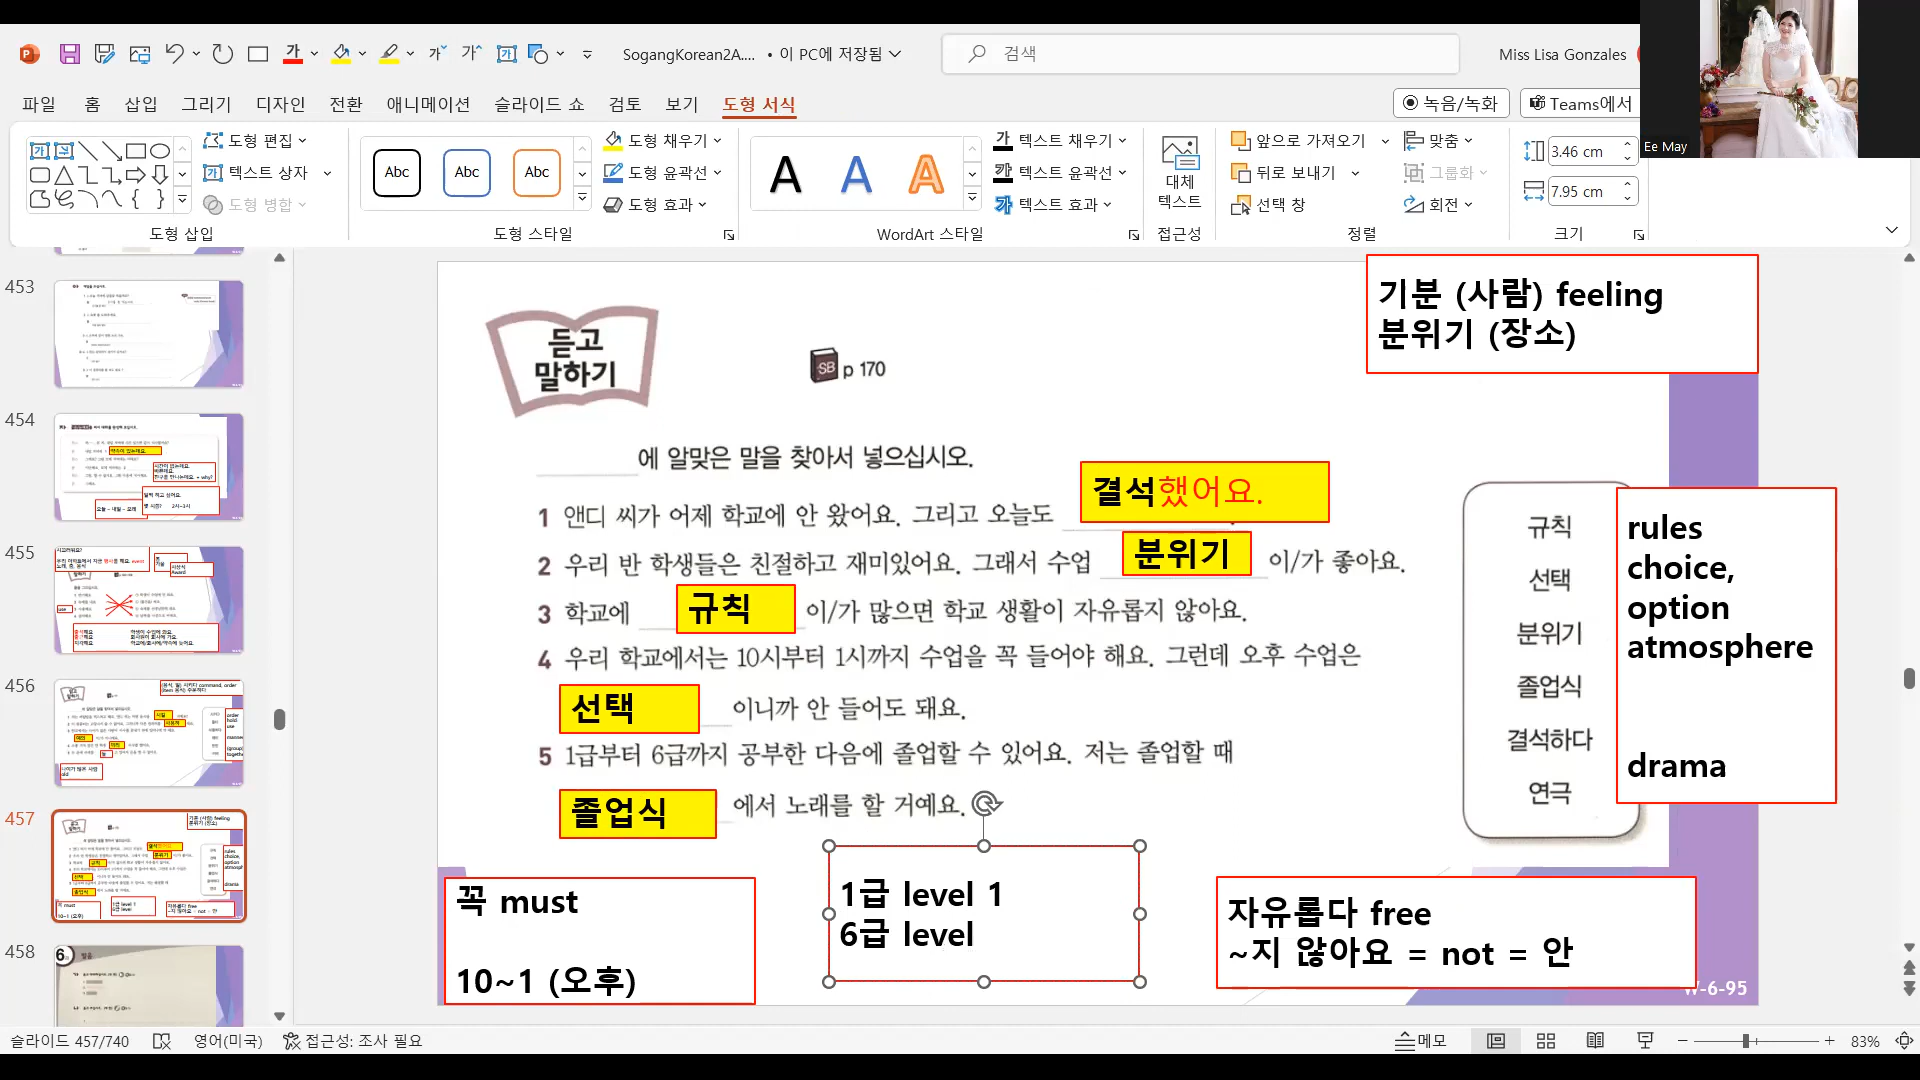 SogangKorean2A.... • 이 PC에 저장됨
검색
Miss Lisa Gonzales
파일 홈 삽입 그리기 디자인 전환 애니메이션 슬라이드 쇼 검토 보기 도형 서식
녹음/녹화
Teams에서
Ee May
도형 편집
텍스트 상자
도형 병합
도형 삽입
Abc Abc Abc
도형 채우기
도형 윤곽선
도형 효과
도형 스타일
A A A
텍스트 채우기
텍스트 윤곽선
텍스트 효과
WordArt 스타일
대체
텍스트
접근성
앞으로 가져오기
뒤로 보내기
선택 창
맞춤
그룹화
회전
정렬
3.46 cm
7.95 cm
크기
453
454
455
456
457
458
기분 (사람) feeling
분위기 (장소)
듣고
말하기
SB p 170
에 알맞은 말을 찾아서 넣으십시오.
1 앤디 씨가 어제 학교에 안 왔어요. 그리고 오늘도 결석했어요.
2 우리 반 학생들은 친절하고 재미있어요. 그래서 수업 분위기 이/가 좋아요.
3 학교에 규칙 이/가 많으면 학교 생활이 자유롭지 않아요.
4 우리 학교에서는 10시부터 1시까지 수업을 꼭 들어야 해요. 그런데 오후 수업은
선택 이니까 안 들어도 돼요.
5 1급부터 6급까지 공부한 다음에 졸업할 수 있어요. 저는 졸업할 때
졸업식 에서 노래를 할 거예요.
규칙
선택
분위기
졸업식
결석하다
연극
rules
choice,
option
atmosphere
drama
꼭 must
10~1 (오후)
1급 level 1
6급 level
자유롭다 free
~지 않아요 = not = 안
W-6-95
슬라이드 457/740
영어(미국)
접근성: 조사 필요
메모
83%